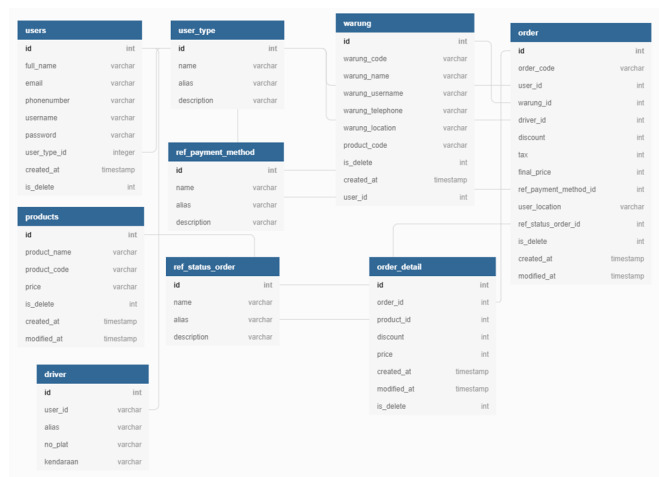 users
id int
full_name varchar
email varchar
phonenumber varchar
username varchar
password varchar
user_type_id integer
created_at timestamp
is_delete int
user_type
id int
name varchar
alias varchar
description varchar
warung
id int
warung_code varchar
warung_name varchar
warung_username varchar
warung_telephone varchar
warung_location varchar
product_code varchar
is_delete int
created_at timestamp
user_id int
order
id int
order_code varchar
user_id int
warung_id int
driver_id int
discount int
tax int
final_price int
ref_payment_method_id int
user_location varchar
ref_status_order_id int
is_delete int
created_at timestamp
modified_at timestamp
ref_payment_method
id int
name varchar
alias varchar
description varchar
products
id int
product_name varchar
product_code varchar
price varchar
is_delete int
created_at timestamp
modified_at timestamp
ref_status_order
id int
name varchar
alias varchar
description varchar
order_detail
id int
order_id int
product_id int
discount int
price int
created_at timestamp
modified_at timestamp
is_delete int
driver
id int
user_id varchar
alias varchar
no_plat varchar
kendaraan varchar